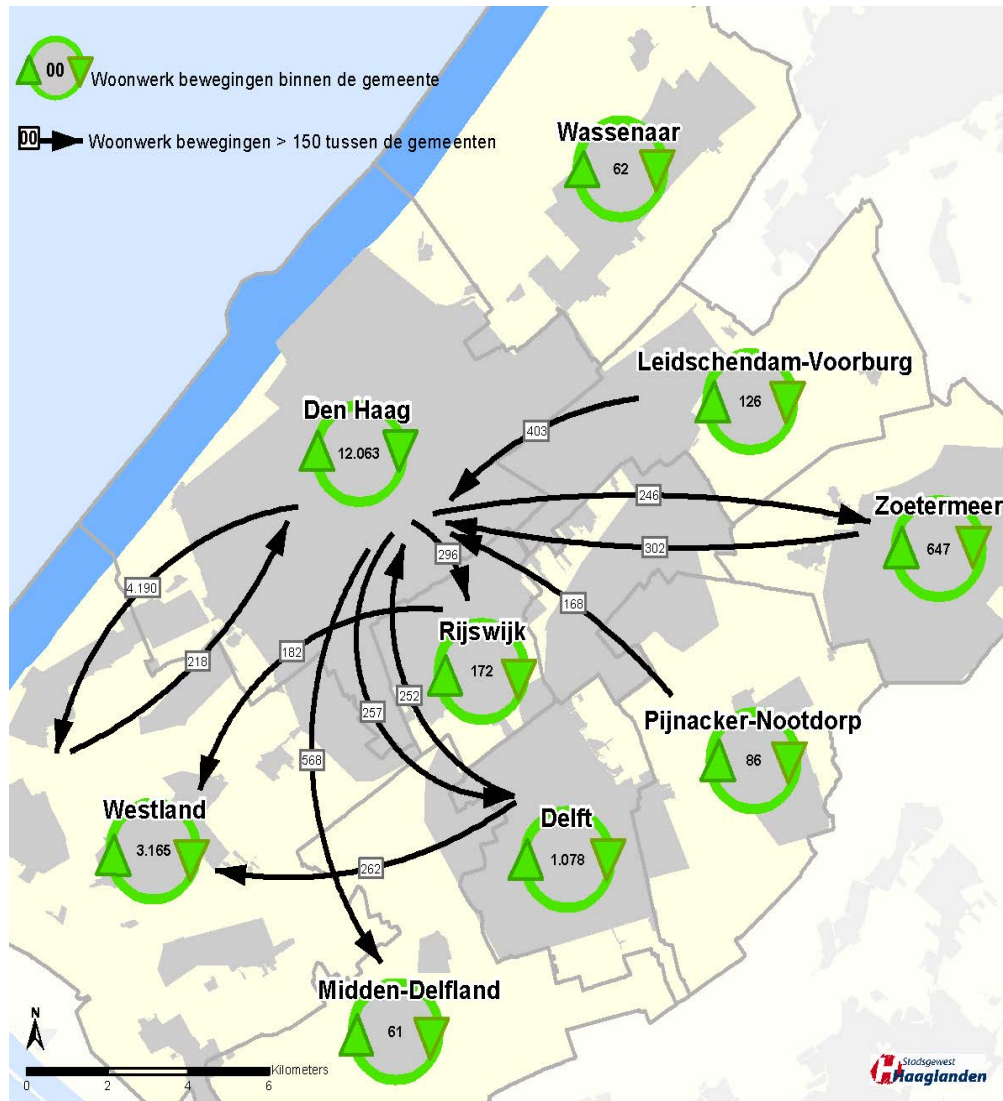 00
Woonwerk bewegingen binnen de gemeente
00
Woonwerk bewegingen > 150 tussen de gemeenten
Wassenaar
62
Leidschendam-Voorburg
126
Den Haag
12.063
403
246
Zoetermeer
647
302
296
4.190
168
218
182
Rijswijk
172
252
257
568
Pijnacker-Nootdorp
86
Westland
3.165
Delft
1.078
262
Midden-Delfland
61
N
Kilometers
0 2 4 6
Stadsgewest
Haaglanden